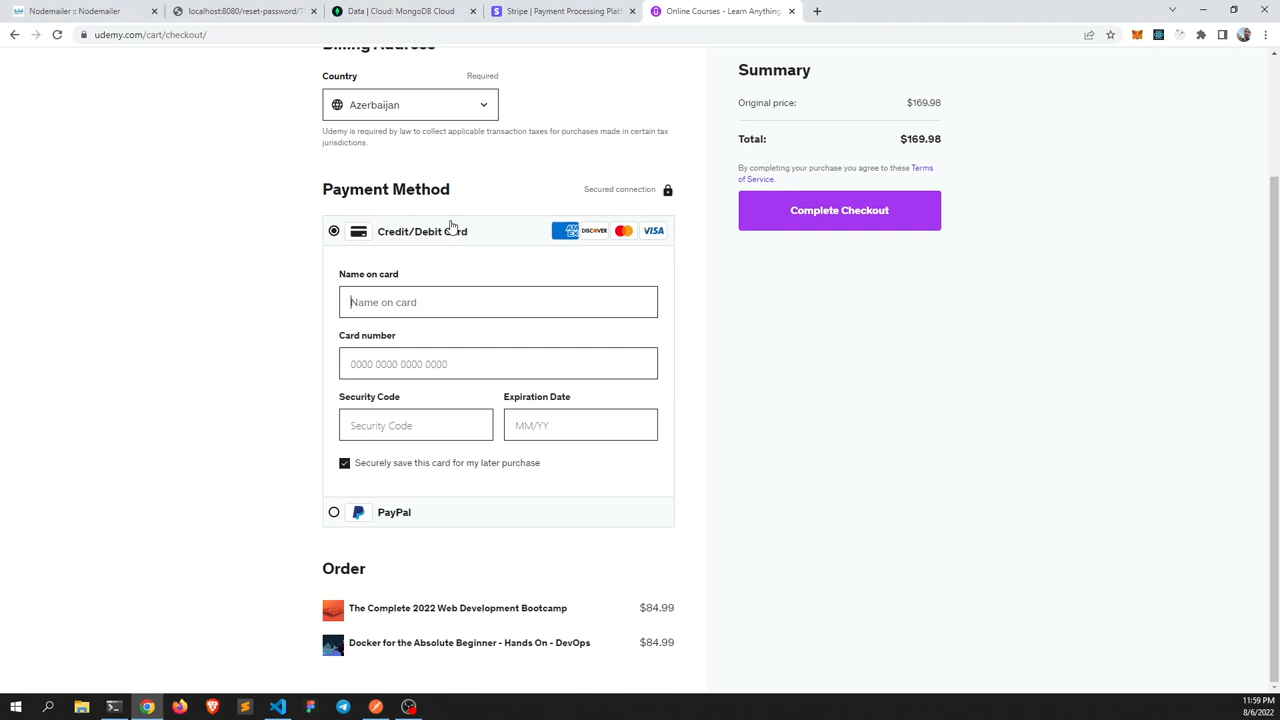 Nodemailer :: Nodemailer
localhost:8080/reset-password/
Data | Cloud: MongoDB Cloud
Stripe | Payment Processing Platf
Online Courses - Learn Anything
udemy.com/cart/checkout/
Billing Address
Country
Required
Azerbaijan
Udemy is required by law to collect applicable transaction taxes for purchases made in certain tax
jurisdictions.
Payment Method
Secured connection
Credit/Debit Card
AM
EX
DISCOVER
VISA
Name on card
Name on card
Card number
0000 0000 0000 0000
Security Code
Expiration Date
Security Code
MM/YY
Securely save this card for my later purchase
PayPal
Order
The Complete 2022 Web Development Bootcamp
$84.99
Docker for the Absolute Beginner - Hands On - DevOps
$84.99
Summary
Original price:
$169.98
Total:
$169.98
By completing your purchase you agree to these Terms
of Service.
Complete Checkout
11:59 PM
8/6/2022